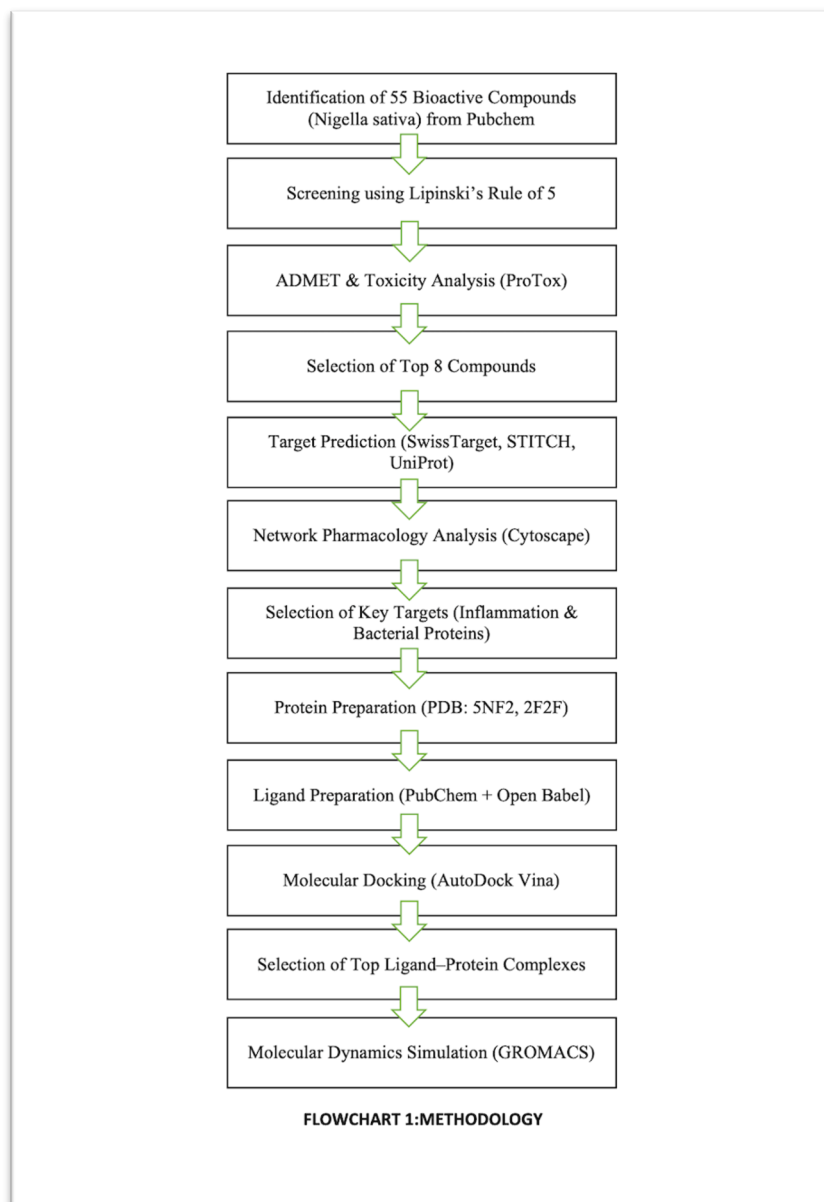 Identification of 55 Bioactive Compounds
(Nigella sativa) from Pubchem
Screening using Lipinski’s Rule of 5
ADMET & Toxicity Analysis (ProTox)
Selection of Top 8 Compounds
Target Prediction (SwissTarget, STITCH,
UniProt)
Network Pharmacology Analysis (Cytoscape)
Selection of Key Targets (Inflammation &
Bacterial Proteins)
Protein Preparation (PDB: 5NF2, 2F2F)
Ligand Preparation (PubChem + Open Babel)
Molecular Docking (AutoDock Vina)
Selection of Top Ligand–Protein Complexes
Molecular Dynamics Simulation (GROMACS)
FLOWCHART 1:METHODOLOGY